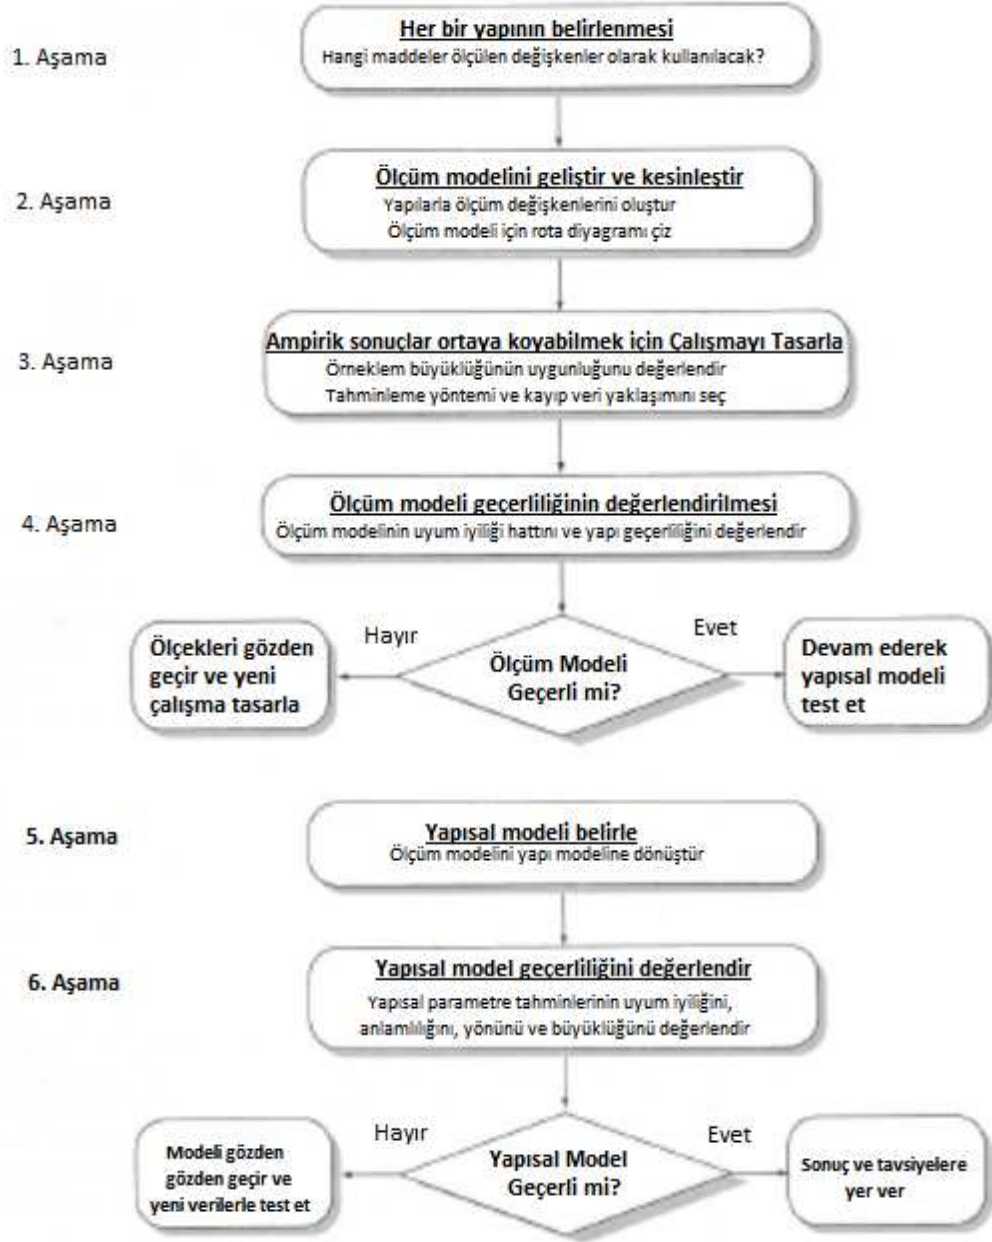 1. Aşama
Her bir yapının belirlenmesi
Hangi maddeler ölçülen değişkenler olarak kullanılacak?
2. Aşama
Ölçüm modelini geliştir ve kesinleştir
Yapılarla ölçüm değişkenlerini oluştur
Ölçüm modeli için rota diyagramı çiz
3. Aşama
Ampirik sonuçlar ortaya koyabilmek için Çalışmayı Tasarla
Örneklem büyüklüğünün uygunluğunu değerlendir
Tahminleme yöntemi ve kayıp veri yaklaşımını seç
4. Aşama
Ölçüm modeli geçerliliğinin değerlendirilmesi
Ölçüm modelinin uyum iyiliği hattını ve yapı geçerliliğini değerlendir
Hayır
Evet
Ölçekleri gözden
geçir ve yeni
çalışma tasarla
Ölçüm Modeli
Geçerli mi?
Devam ederek
yapısal modeli
test et
5. Aşama
Yapısal modeli belirle
Ölçüm modelini yapı modeline dönüştür
6. Aşama
Yapısal model geçerliliğini değerlendir
Yapısal parametre tahminlerinin uyum iyiliğini,
anlamlılığını, yönünü ve büyüklüğünü değerlendir
Hayır
Evet
Modeli gözden
gözden geçir ve
yeni verilerle test et
Yapısal Model
Geçerli mi?
Sonuç ve tavsiyelere
yer ver